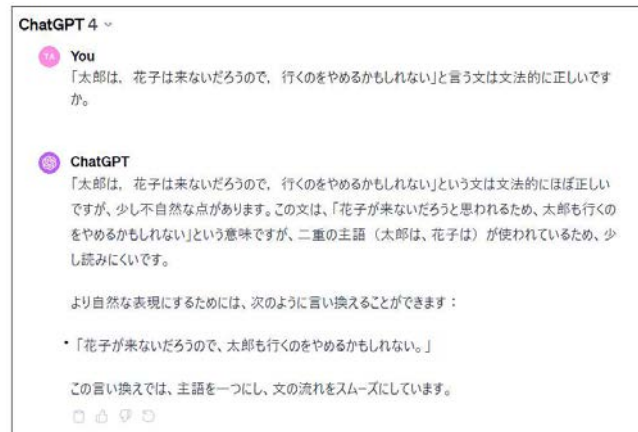 ChatGPT 4
YA
You
「太郎は，花子は来ないだろうので，行くのをやめるかもしれない」と言う文は文法的に正しいです
か。
ChatGPT
「太郎は，花子は来ないだろうので，行くのをやめるかもしれない」という文は文法的にほぼ正しい
ですが、少し不自然な点があります。この文は、「花子が来ないだろうと思われるため、太郎も行くの
をやめるかもしれない」という意味ですが、二重の主語（太郎は、花子は）が使われているため、少
し読みにくいです。
より自然な表現にするためには、次のように言い換えることができます：
・「花子が来ないだろうので、太郎も行くのをやめるかもしれない。」
この言い換えでは、主語を一つにし、文の流れをスムーズにしています。